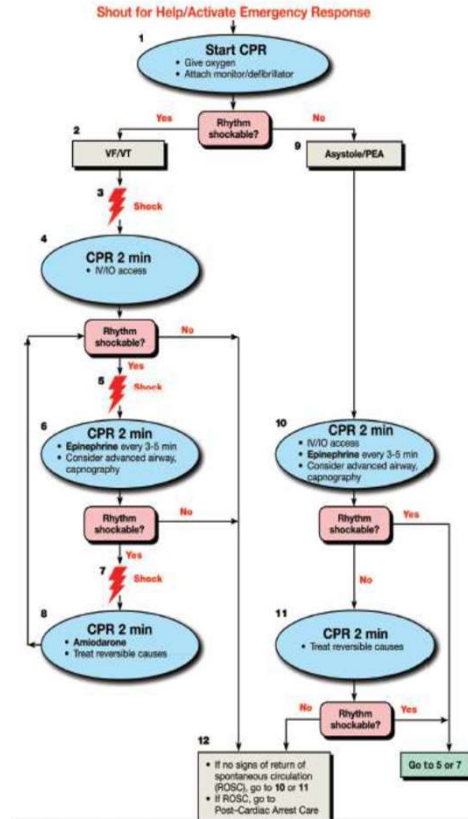 Shout for Help/Activate Emergency Response
1
Start CPR
• Give oxygen
• Attach monitor/defibrillator
Rhythm
shockable?
Yes
No
2
VF/VT
9
Asystole/PEA
3
Shock
4
CPR 2 min
• IV/IO access
Rhythm
shockable?
No
Yes
5
Shock
6
CPR 2 min
• Epinephrine every 3-5 min
• Consider advanced airway,
capnography
10
CPR 2 min
• IV/IO access
• Epinephrine every 3-5 min
• Consider advanced airway,
capnography
Rhythm
shockable?
No
Yes
Rhythm
shockable?
Yes
No
7
Shock
8
CPR 2 min
• Amiodarone
• Treat reversible causes
11
CPR 2 min
• Treat reversible causes
No
Rhythm
shockable?
Yes
12
• If no signs of return of
spontaneous circulation
(ROSC), go to 10 or 11
• If ROSC, go to
Post–Cardiac Arrest Care
Go to 5 or 7